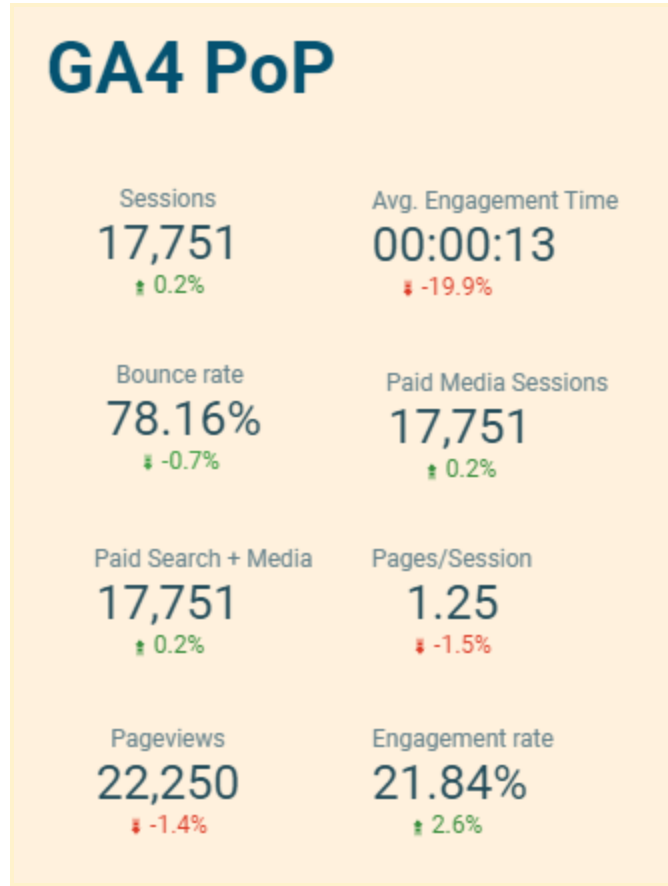 GA4 PoP
Sessions
17,751
0.2%
Avg. Engagement Time
00:00:13
-19.9%
Bounce rate
78.16%
-0.7%
Paid Media Sessions
17,751
0.2%
Paid Search + Media
17,751
0.2%
Pages/Session
1.25
-1.5%
Pageviews
22,250
-1.4%
Engagement rate
21.84%
2.6%